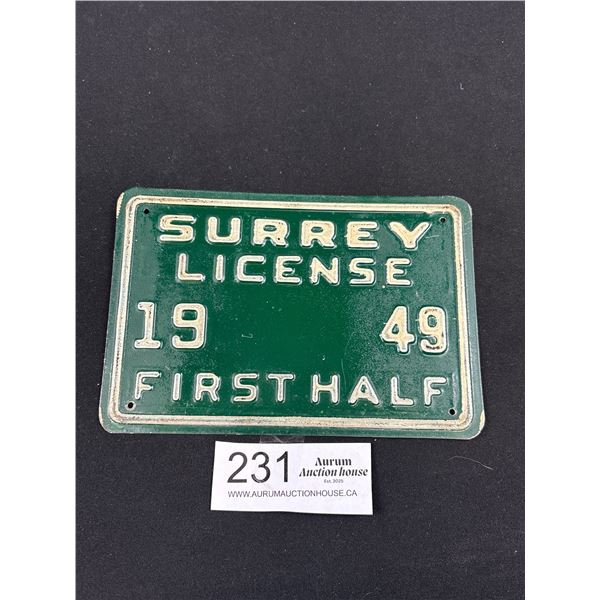 SURREY
LICENSE
19 49
FIRST HALF
231 Aurum
Auction house
Est. 2025
WWW.AURUMAUCTIONHOUSE.CA